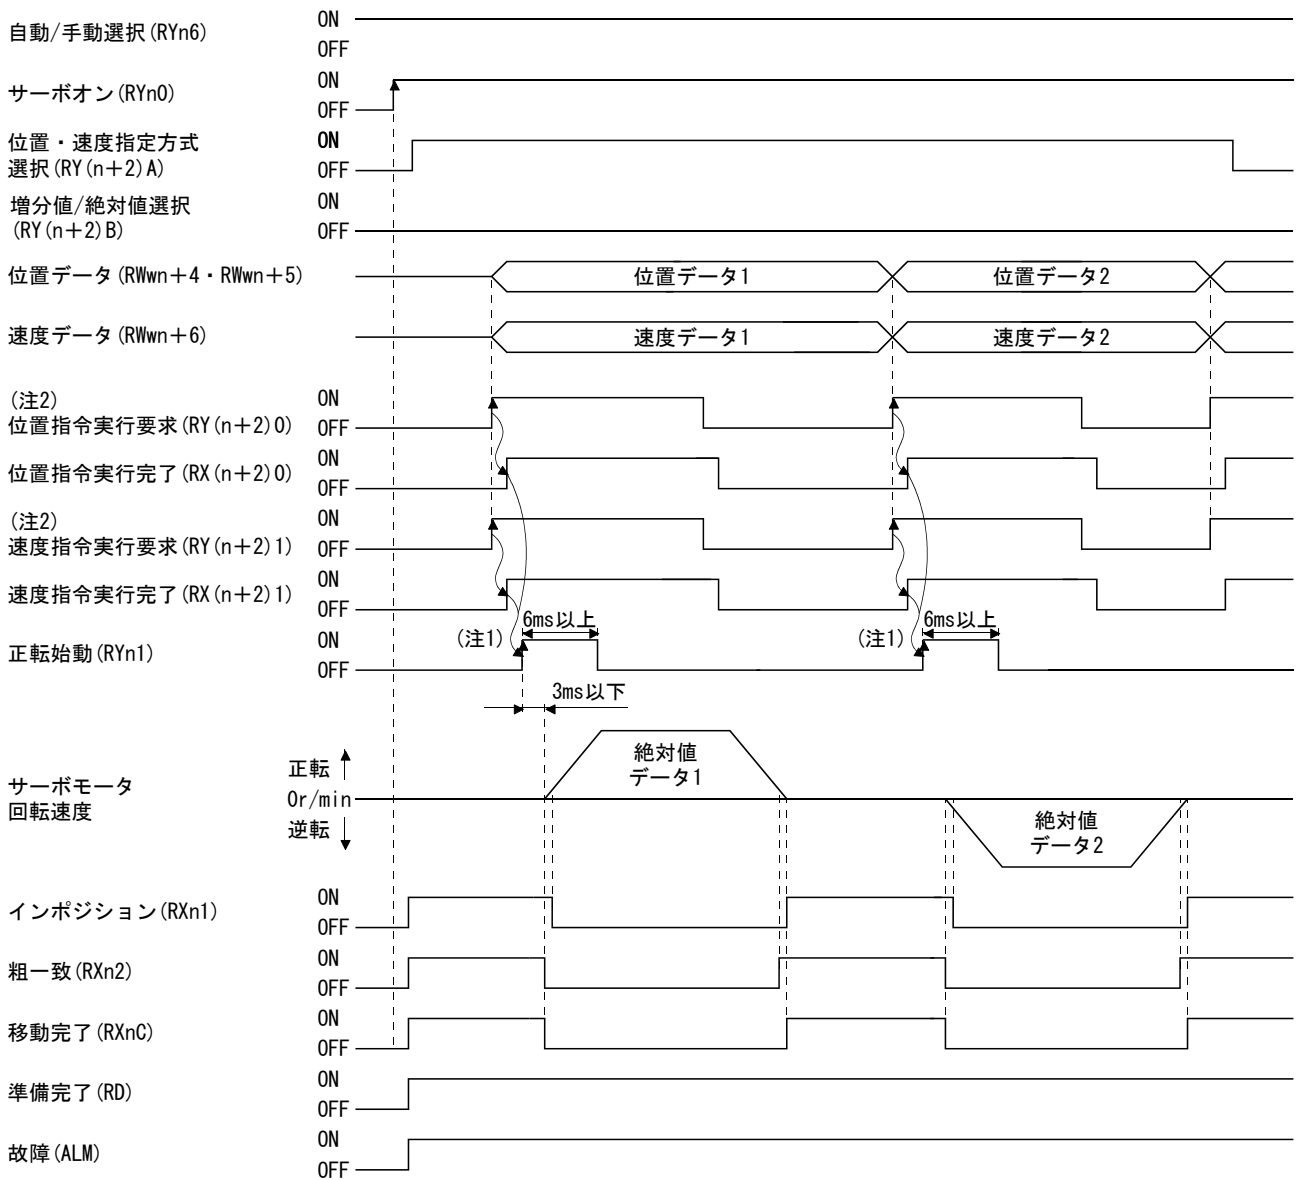 自動/手動選択(RYn6)
ON
OFF
サーボオン(RYn0)
ON
OFF
位置・速度指定方式
選択(RY(n+2)A)
ON
OFF
増分値/絶対値選択
(RY(n+2)B)
ON
OFF
位置データ(RWwn+4・RWwn+5)
位置データ1
位置データ2
速度データ(RWwn+6)
速度データ1
速度データ2
(注2)
位置指令実行要求(RY(n+2)0)
ON
OFF
位置指令実行完了(RX(n+2)0)
ON
OFF
(注2)
速度指令実行要求(RY(n+2)1)
ON
OFF
速度指令実行完了(RX(n+2)1)
ON
OFF
正転始動(RYn1)
ON
OFF
(注1)
6ms以上
(注1)
6ms以上
3ms以下
サーボモータ
回転速度
正転
0r/min
逆転
絶対値
データ1
絶対値
データ2
インポジション(RXn1)
ON
OFF
粗一致(RXn2)
ON
OFF
移動完了(RXnC)
ON
OFF
準備完了(RD)
ON
OFF
故障(ALM)
ON
OFF